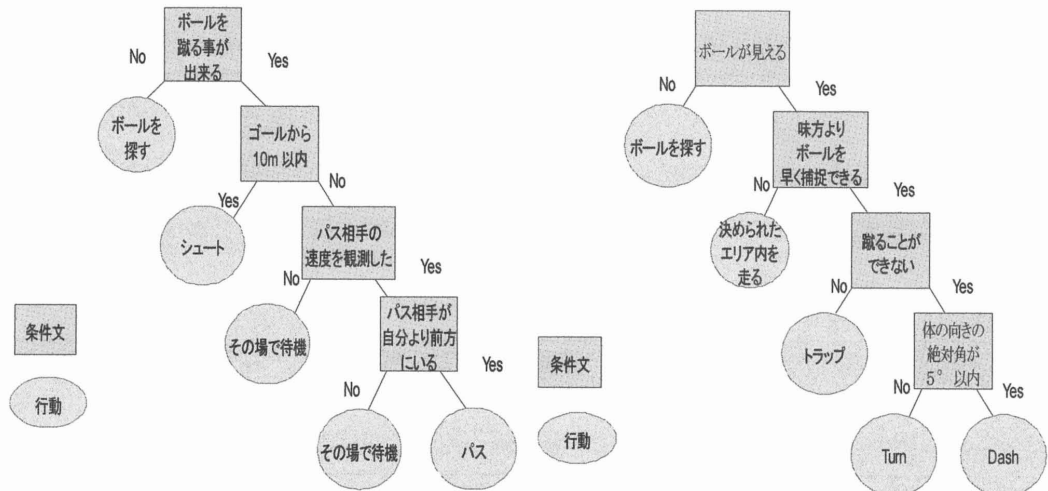 ボールを
蹴る事が
出来る
No
Yes
ボールを
探す
ゴールから
10m 以内
Yes
No
シュート
パス相手の
速度を観測した
No
Yes
その場で待機
パス相手が
自分より前方
にいる
No
Yes
その場で待機
パス
条件文
行動
ボールが見える
No
Yes
ボールを探す
味方より
ボールを
早く捕捉できる
No
Yes
決められた
エリア内を
走る
蹴ることが
できない
No
Yes
トラップ
体の向きの
絶対角が
5° 以内
No
Yes
Turn
Dash
条件文
行動